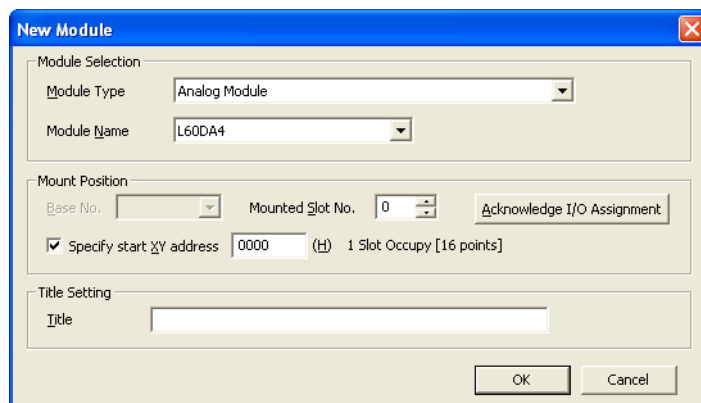 New Module
Module Selection
Module Type Analog Module
Module Name L60DA4
Mount Position
Base No. Mounted Slot No. 0 Acknowledge I/O Assignment
Specify start XY address 0000 (H) 1 Slot Occupy [16 points]
Title Setting
Title
OK Cancel